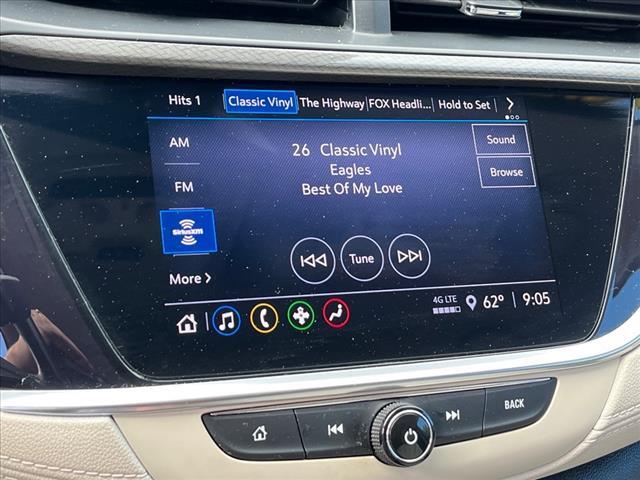 Hits 1 Classic Vinyl The Highway FOX Headli... Hold to Set
AM
26 Classic Vinyl
Sound
Eagles
Browse
FM
Best Of My Love
SiriusXM
Tune
More
4G LTE 62° 9:05
BACK